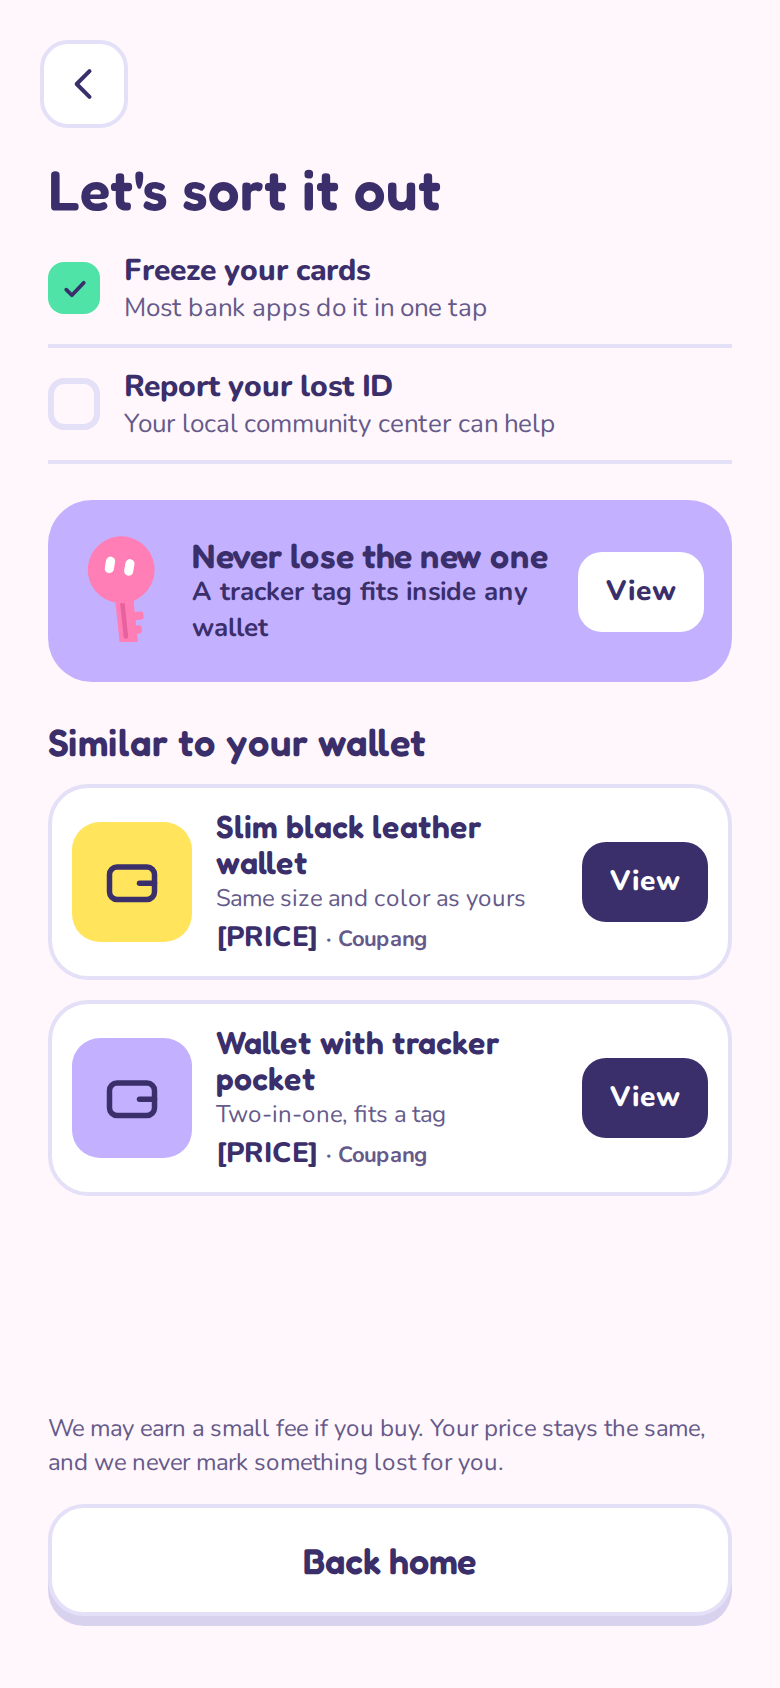 Let's sort it out
Freeze your cards
Most bank apps do it in one tap
Report your lost ID
Your local community center can help
Never lose the new one
A tracker tag fits inside any
wallet
View
Similar to your wallet
Slim black leather
wallet
Same size and color as yours
[PRICE] · Coupang
View
Wallet with tracker
pocket
Two-in-one, fits a tag
[PRICE] · Coupang
View
We may earn a small fee if you buy. Your price stays the same,
and we never mark something lost for you.
Back home